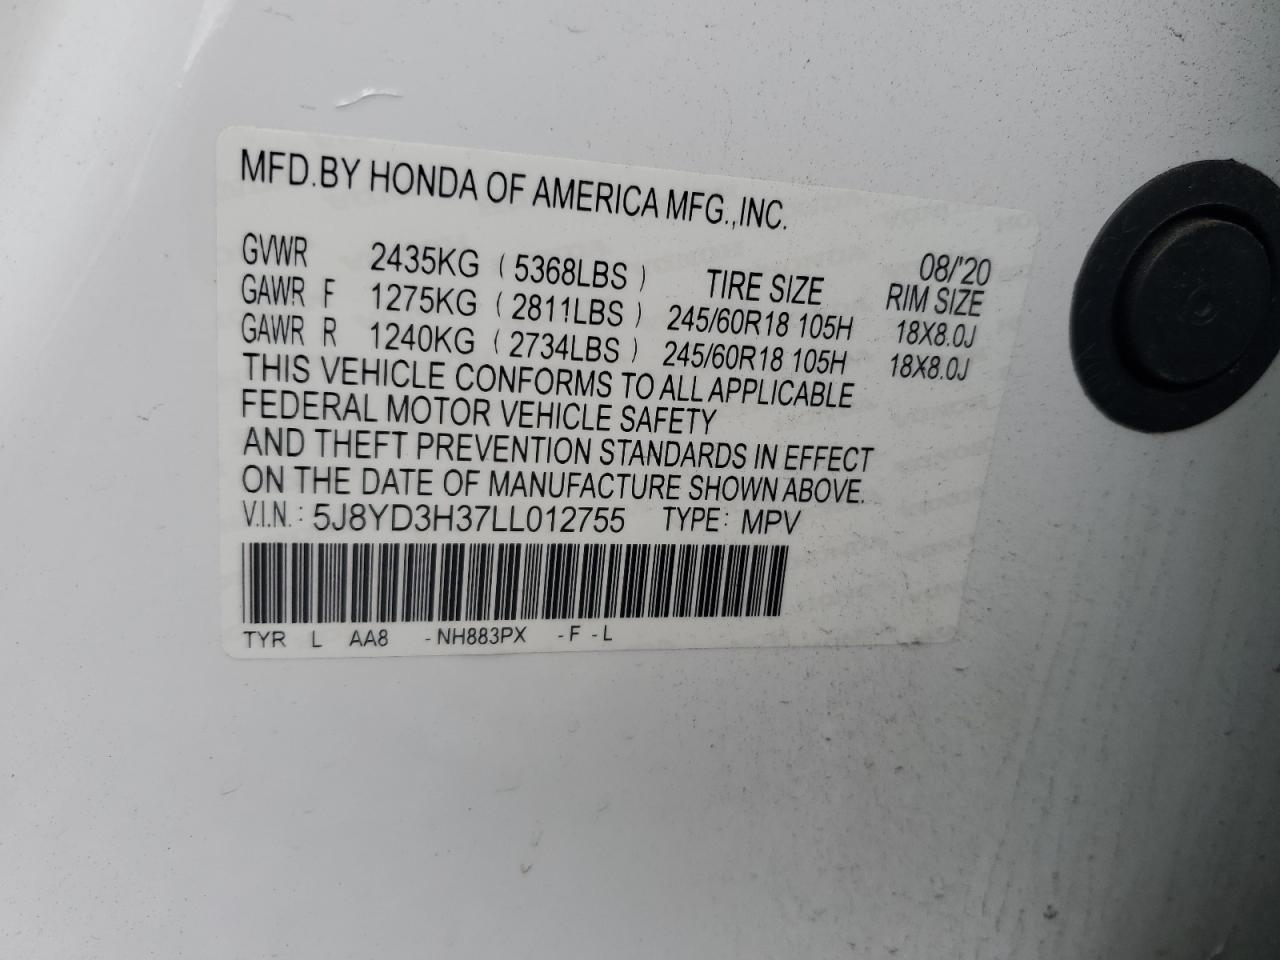 MFD.BY HONDA OF AMERICA MFG.,INC.
08/'20
GVWR 2435KG (5368LBS) TIRE SIZE RIM SIZE
GAWR F 1275KG (2811LBS) 245/60R18 105H 18X8.0J
GAWR R 1240KG (2734LBS) 245/60R18 105H 18X8.0J
THIS VEHICLE CONFORMS TO ALL APPLICABLE
FEDERAL MOTOR VEHICLE SAFETY
AND THEFT PREVENTION STANDARDS IN EFFECT
ON THE DATE OF MANUFACTURE SHOWN ABOVE.
V.I.N.: 5J8YD3H37LL012755 TYPE: MPV
TYR L AA8 -NH883PX -F -L